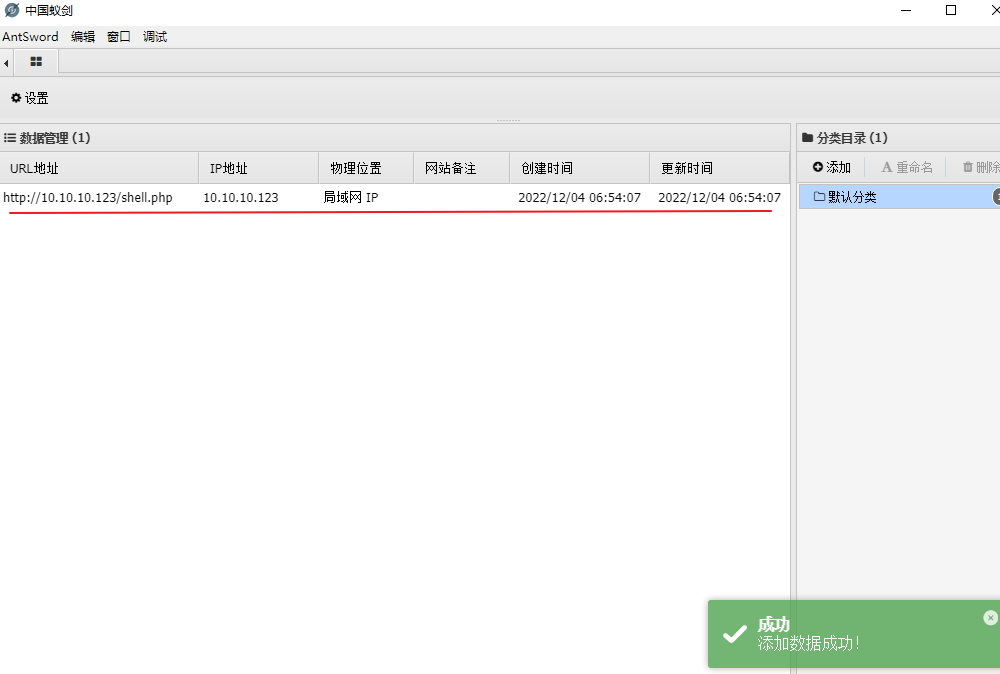 中国蚁剑
AntSword 编辑 窗口 调试
设置
数据管理 (1)
URL地址 IP地址 物理位置 网站备注 创建时间 更新时间
http://10.10.10.123/shell.php 10.10.10.123 局域网 IP 2022/12/04 06:54:07 2022/12/04 06:54:07
分类目录 (1)
添加 A 重命名 删除
默认分类
成功
添加数据成功!